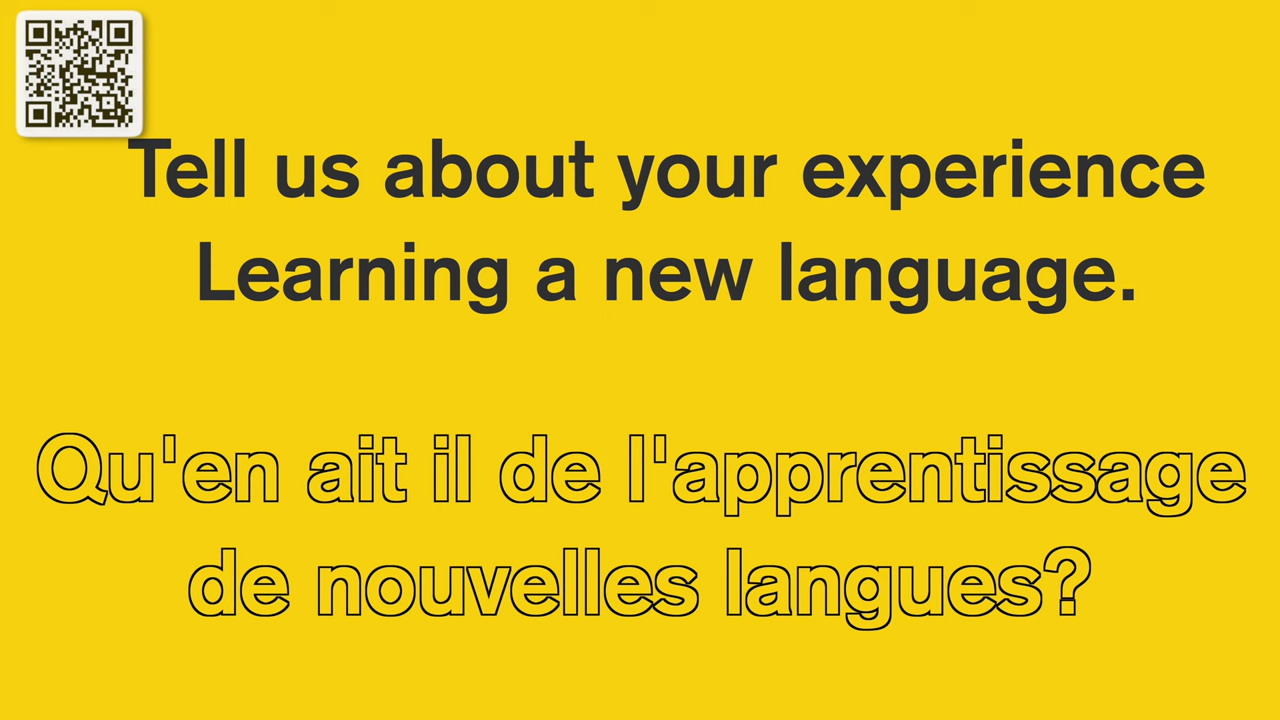 Tell us about your experience
Learning a new language.
Qu'en ait il de l'apprentissage
de nouvelles langues?